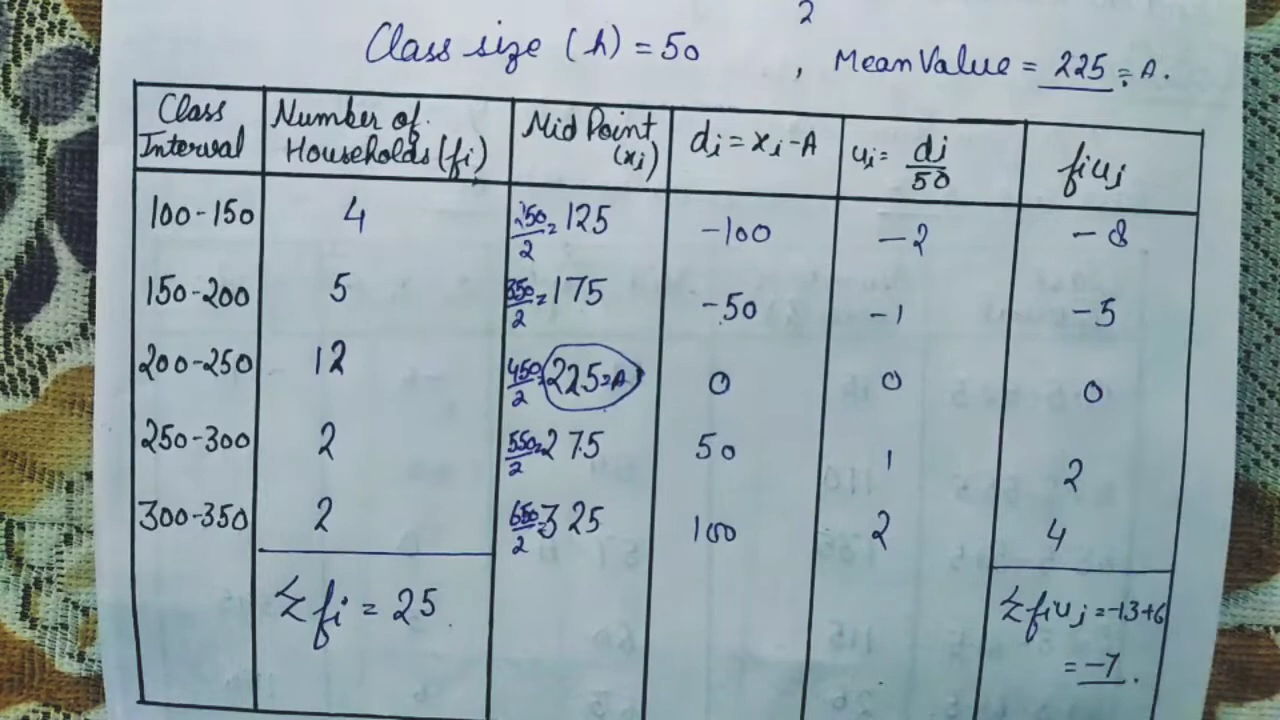 2
Class size (h) = 50 , Mean Value = 225 = A.
Class Interval | Number of Households (fi) | Mid Point (xi) | di = xi - A | ui = di/50 | fiui
100-150 | 4 | 250/2 = 125 | -100 | -2 | -8
150-200 | 5 | 350/2 = 175 | -50 | -1 | -5
200-250 | 12 | 450/2 = 225 = A | 0 | 0 | 0
250-300 | 2 | 550/2 = 275 | 50 | 1 | 2
300-350 | 2 | 650/2 = 325 | 100 | 2 | 4
Σfi = 25 | Σfiui = -13+6
= -7.